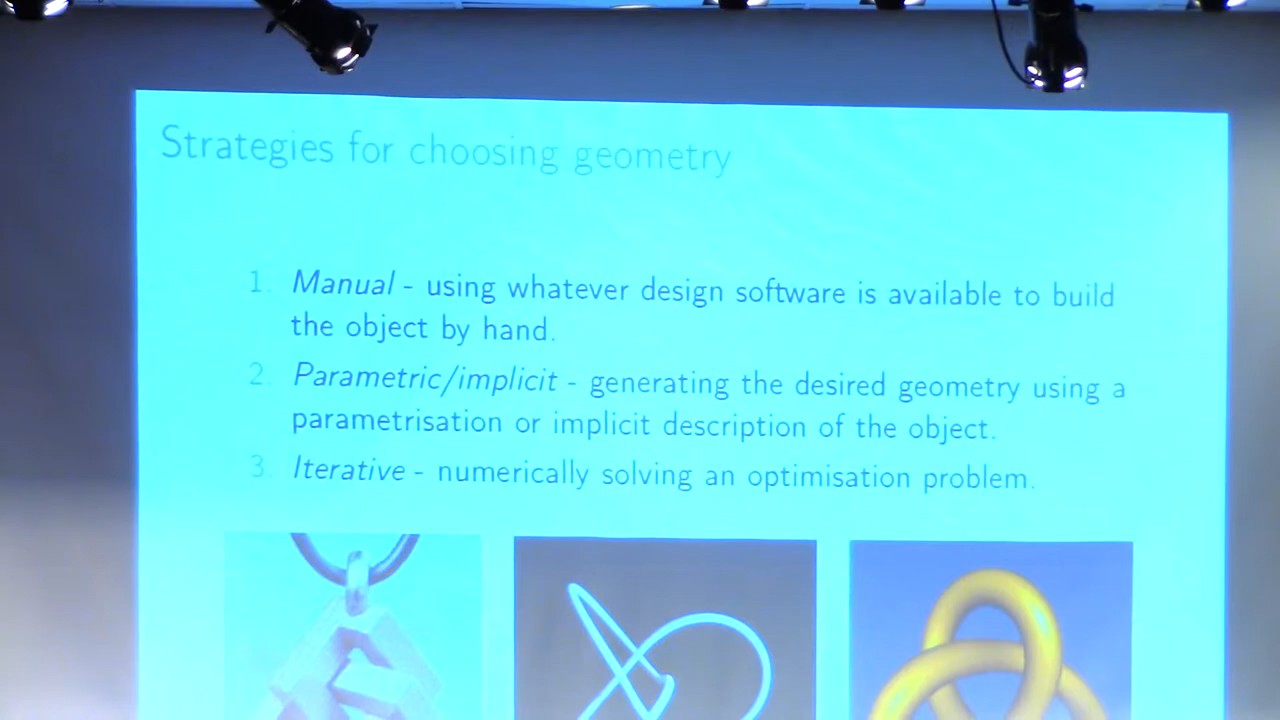 Strategies for choosing geometry
1. Manual - using whatever design software is available to build
the object by hand.
2. Parametric/implicit - generating the desired geometry using a
parametrisation or implicit description of the object.
3. Iterative - numerically solving an optimisation problem.